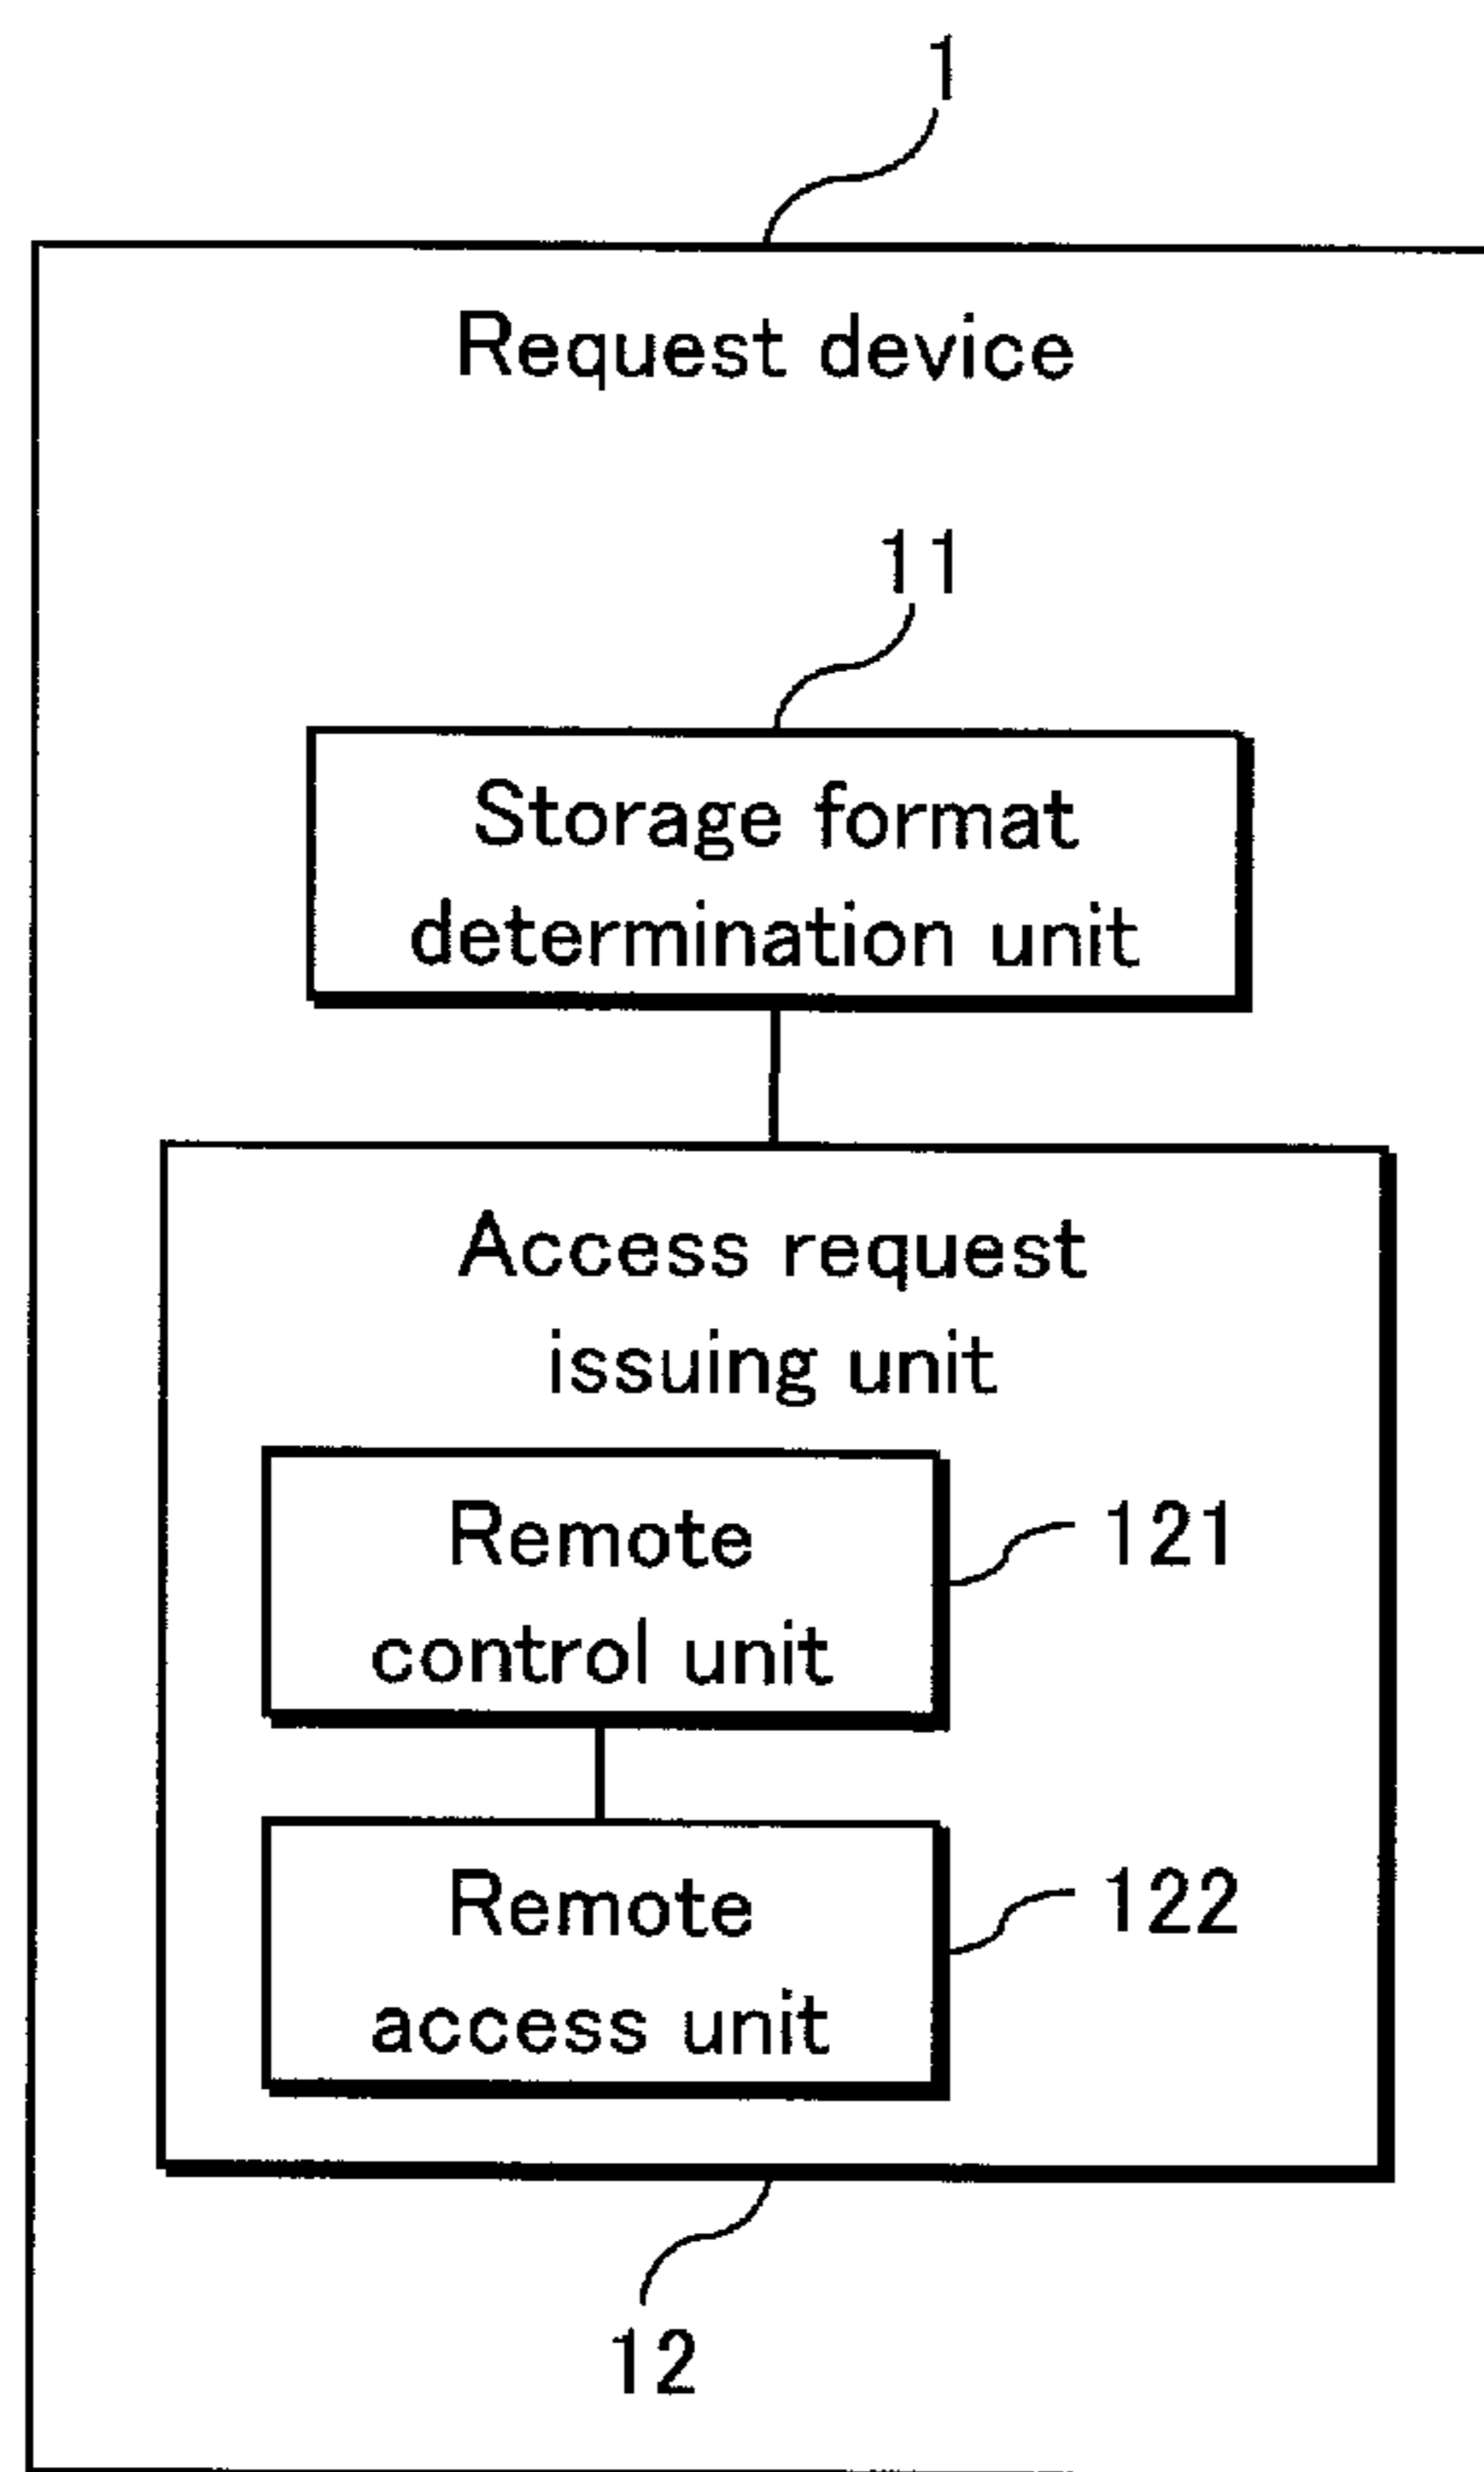 1
Request device
11
Storage format
determination unit
Access request
issuing unit
Remote
control unit
121
Remote
access unit
122
12